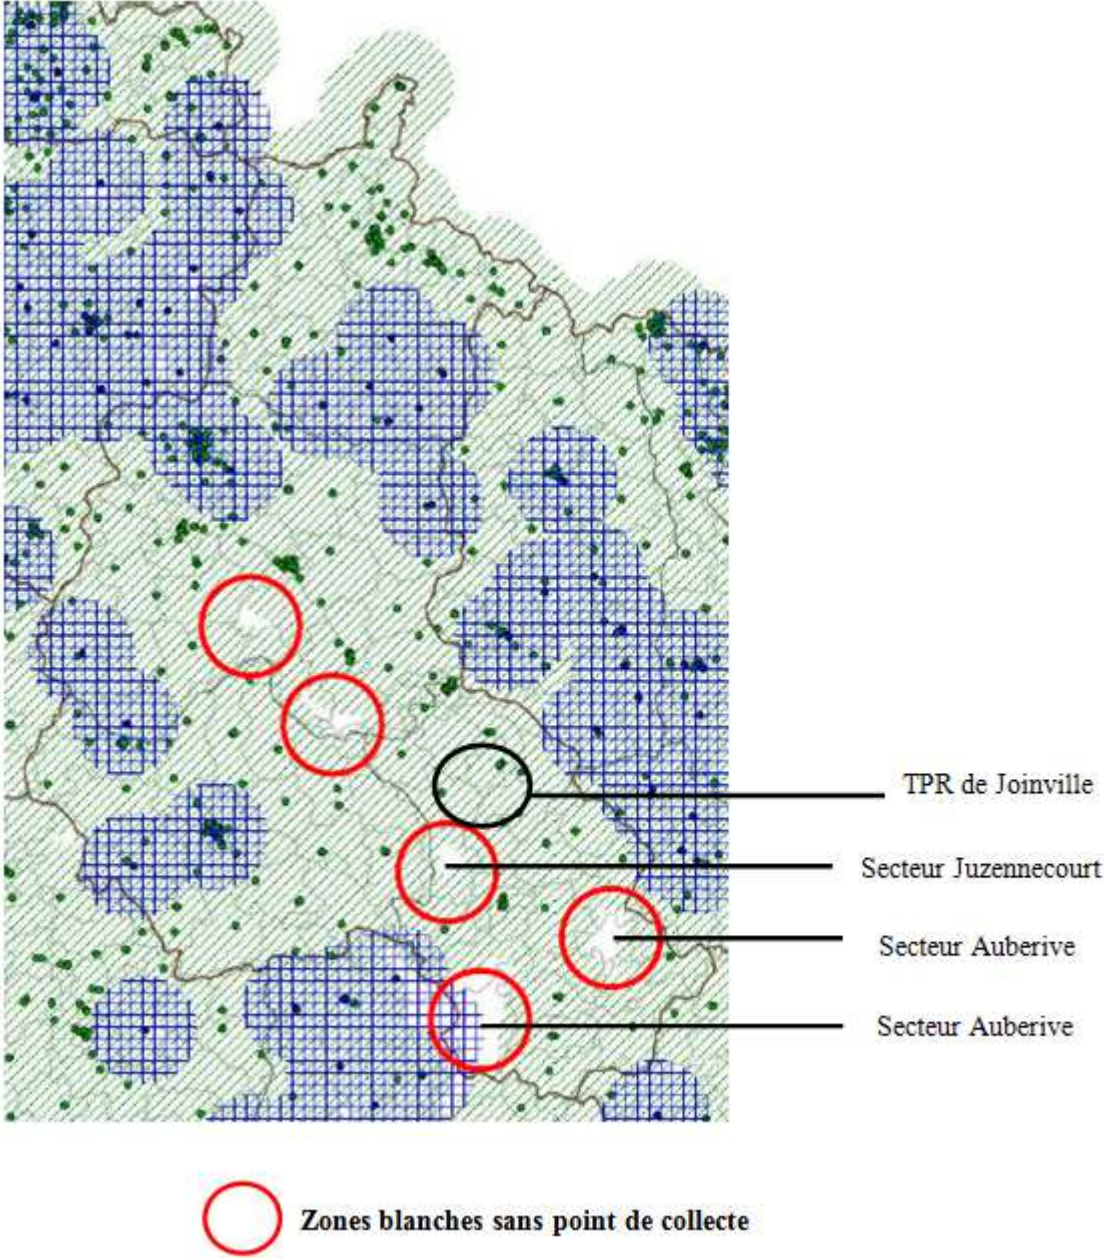 TPR de Joinville
Secteur Juzennecourt
Secteur Auberive
Secteur Auberive
Zones blanches sans point de collecte